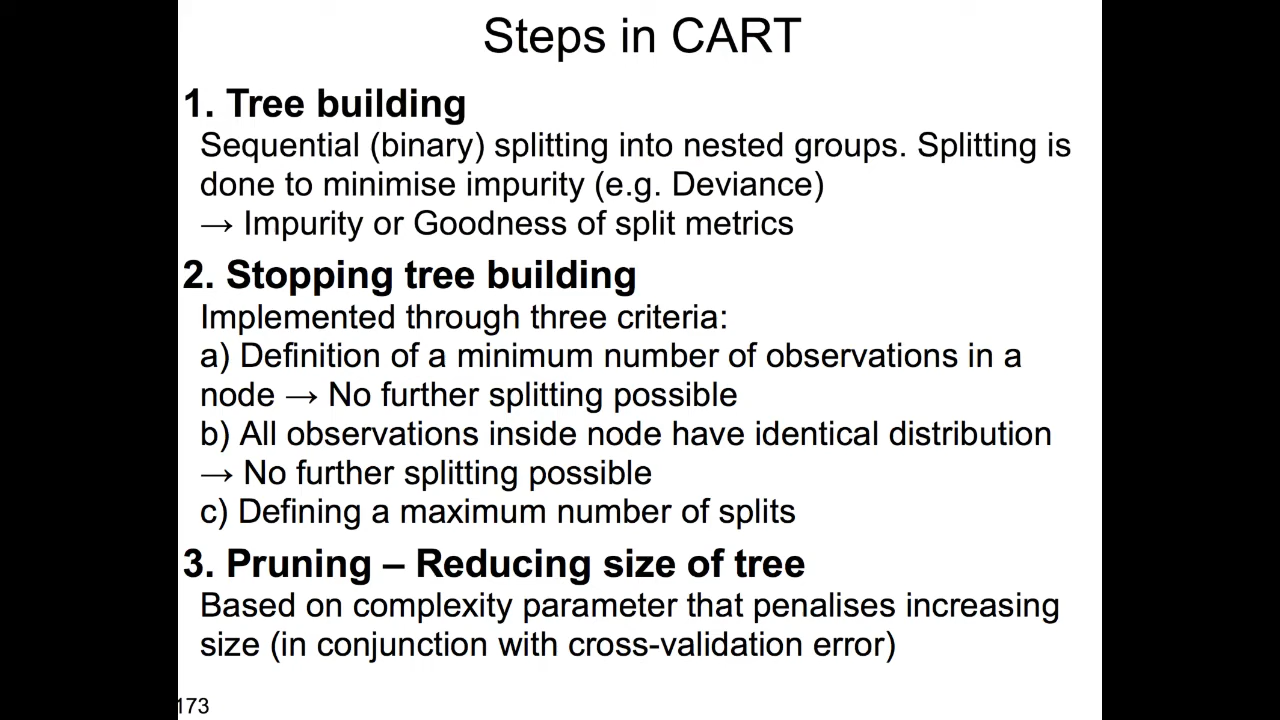 Steps in CART
1. Tree building
Sequential (binary) splitting into nested groups. Splitting is
done to minimise impurity (e.g. Deviance)
→ Impurity or Goodness of split metrics
2. Stopping tree building
Implemented through three criteria:
a) Definition of a minimum number of observations in a
node → No further splitting possible
b) All observations inside node have identical distribution
→ No further splitting possible
c) Defining a maximum number of splits
3. Pruning – Reducing size of tree
Based on complexity parameter that penalises increasing
size (in conjunction with cross-validation error)
173